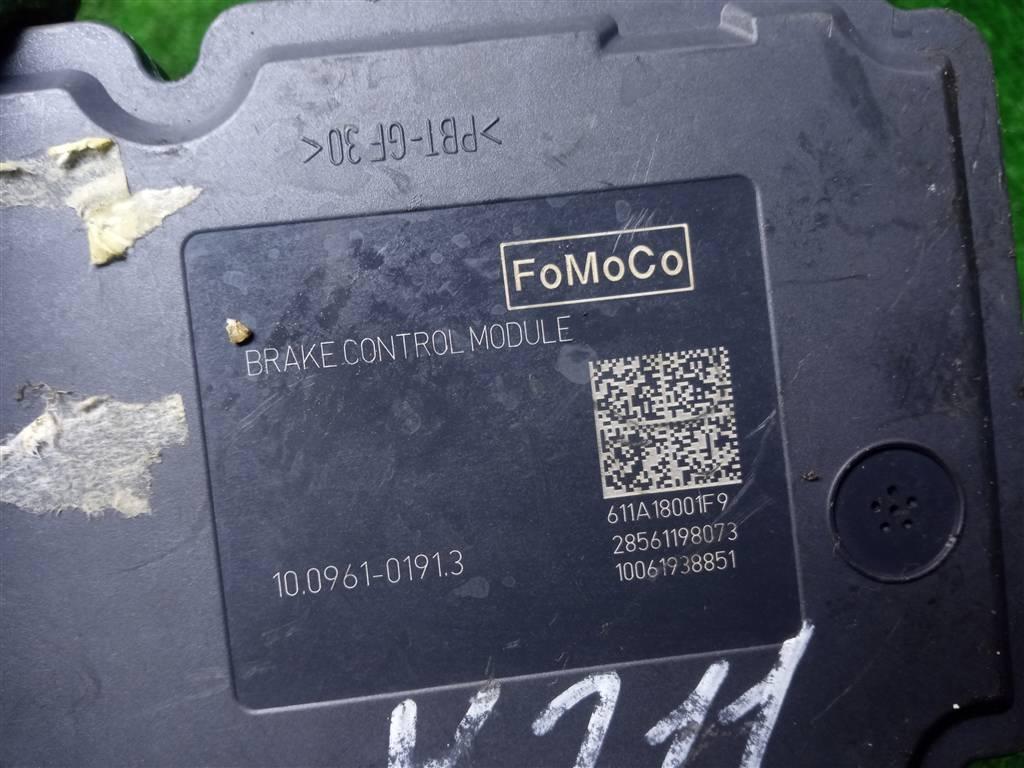 >PBT-GF30<
FoMoCo
BRAKE CONTROL MODULE
611A18001F9
28561198073
10061938851
10.0961-0191.3